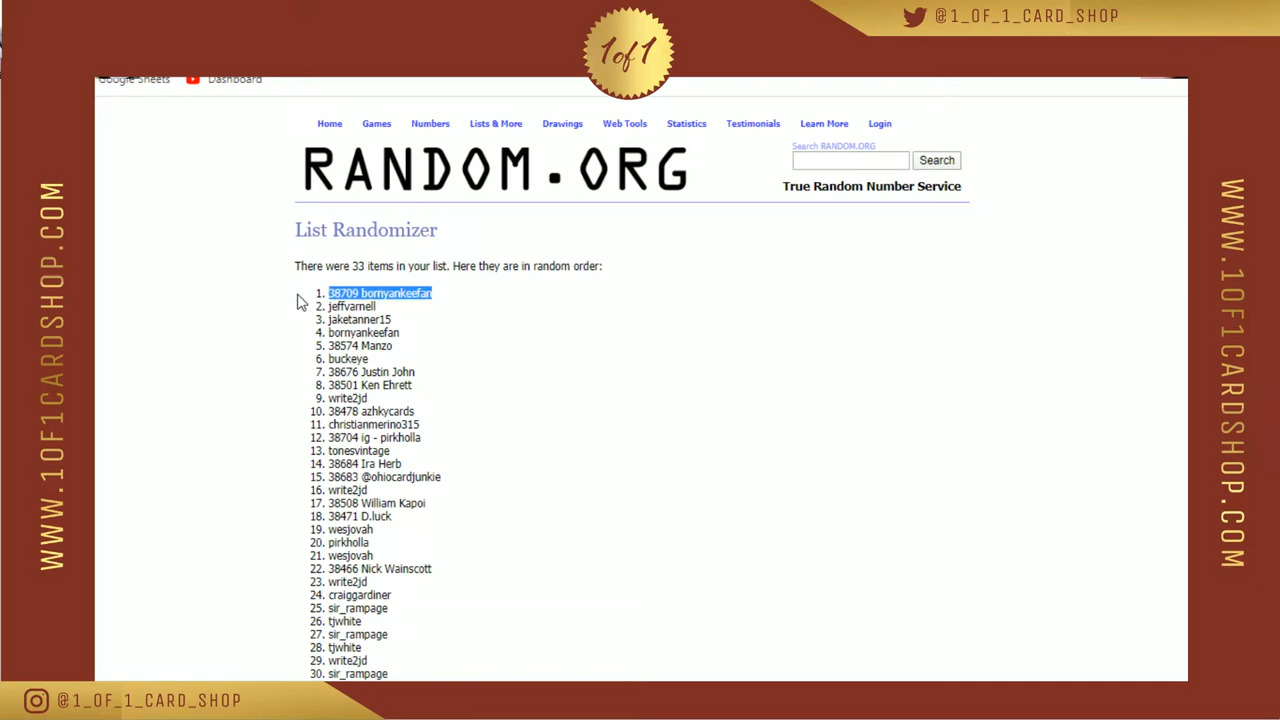 @1_OF_1_CARD_SHOP
1 of 1
Google Sheets Dashboard
Home Games Numbers Lists & More Drawings Web Tools Statistics Testimonials Learn More Login
Search RANDOM.ORG
RANDOM.ORG
Search
True Random Number Service
List Randomizer
There were 33 items in your list. Here they are in random order:
1. 38709 bornyankeefan
2. jeffvarnell
3. jaketanner15
4. bornyankeefan
5. 38574 Manzo
6. buckeye
7. 38676 Justin John
8. 38501 Ken Ehrett
9. write2jd
10. 38478 azhkycards
11. christianmerino315
12. 38704 ig - pirkholla
13. tonesvintage
14. 38684 Ira Herb
15. 38683 @ohiocardjunkie
16. write2jd
17. 38508 William Kapoi
18. 38471 D.luck
19. wesjovah
20. pirkholla
21. wesjovah
22. 38466 Nick Wainscott
23. write2jd
24. craiggardiner
25. sir_rampage
26. tjwhite
27. sir_rampage
28. tjwhite
29. write2jd
30. sir_rampage
WWW.1OF1CARDSHOP.COM
WWW.1OF1CARDSHOP.COM
@1_OF_1_CARD_SHOP